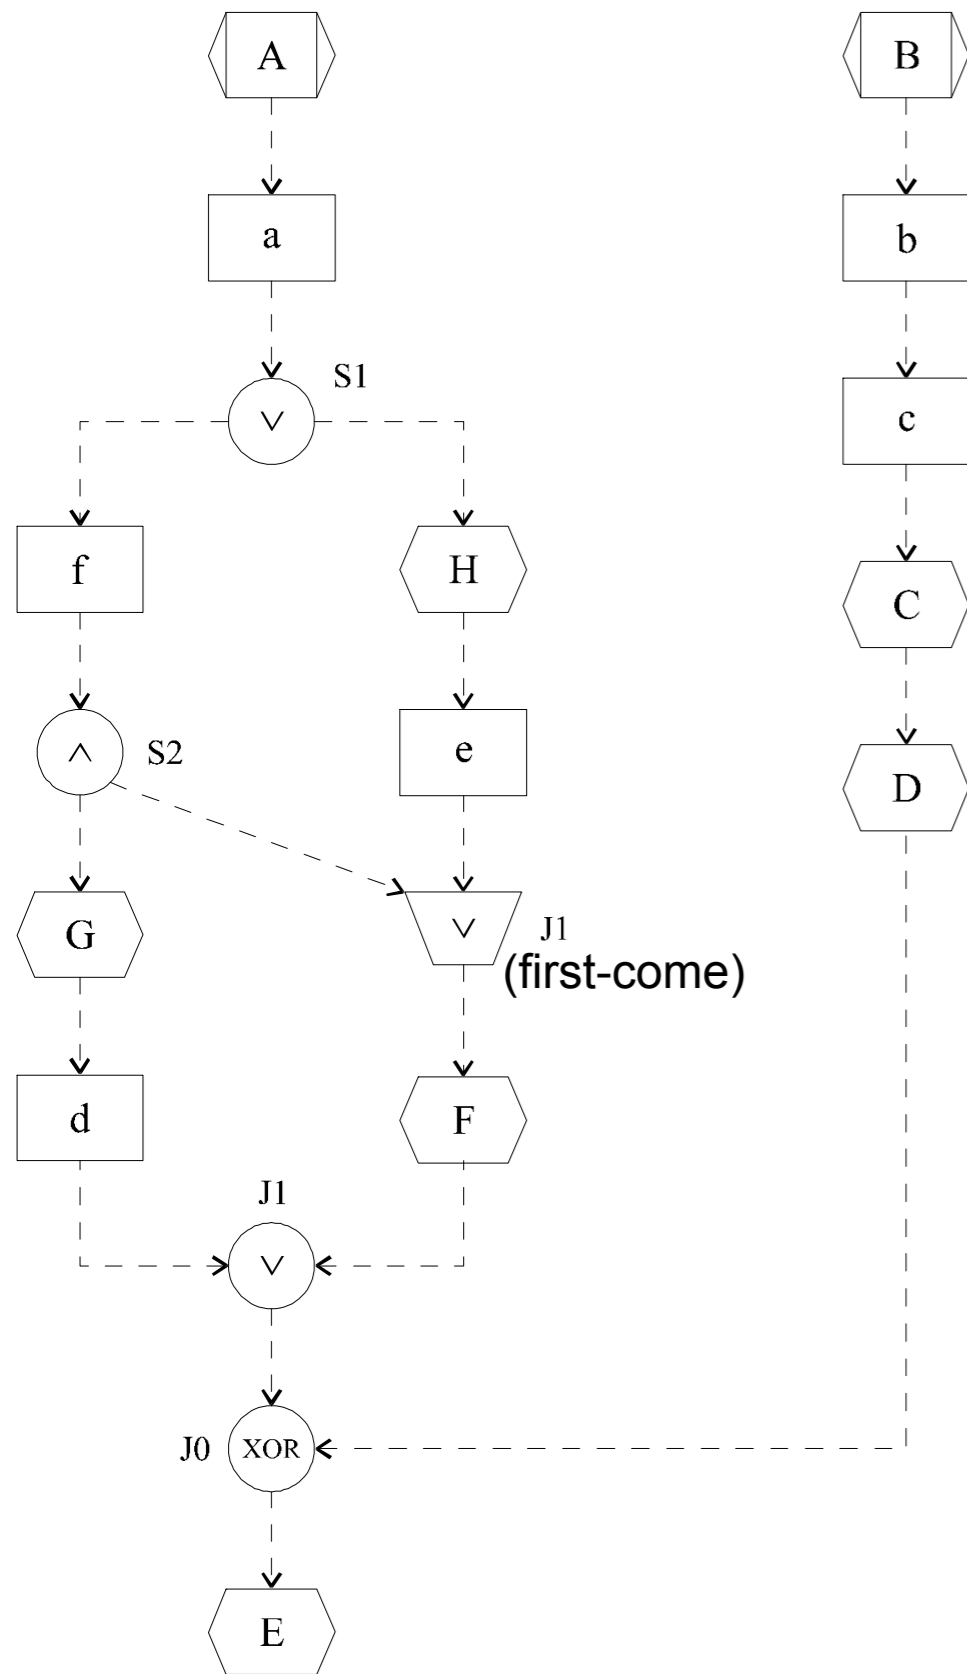 A
B
a
b
S1
∨
c
f
H
C
∧
S2
e
D
G
∨
J1
(first-come)
d
F
J1
∨
J0
XOR
E